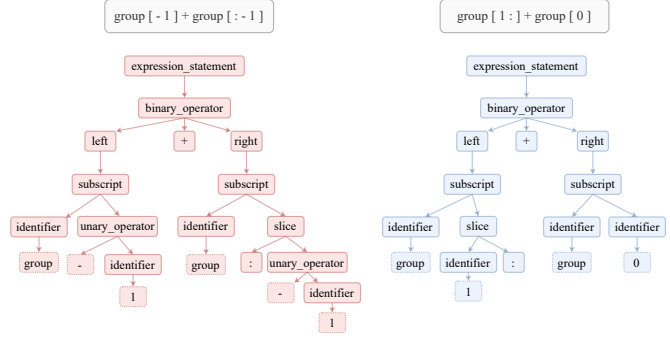 group [ - 1 ] + group [ : - 1 ]
group [ 1 : ] + group [ 0 ]
expression_statement
expression_statement
binary_operator
binary_operator
left + right
left + right
subscript subscript
subscript subscript
identifier unary_operator identifier slice
identifier slice identifier identifier
group - identifier group : unary_operator
group identifier : group 0
1 - identifier
1
1